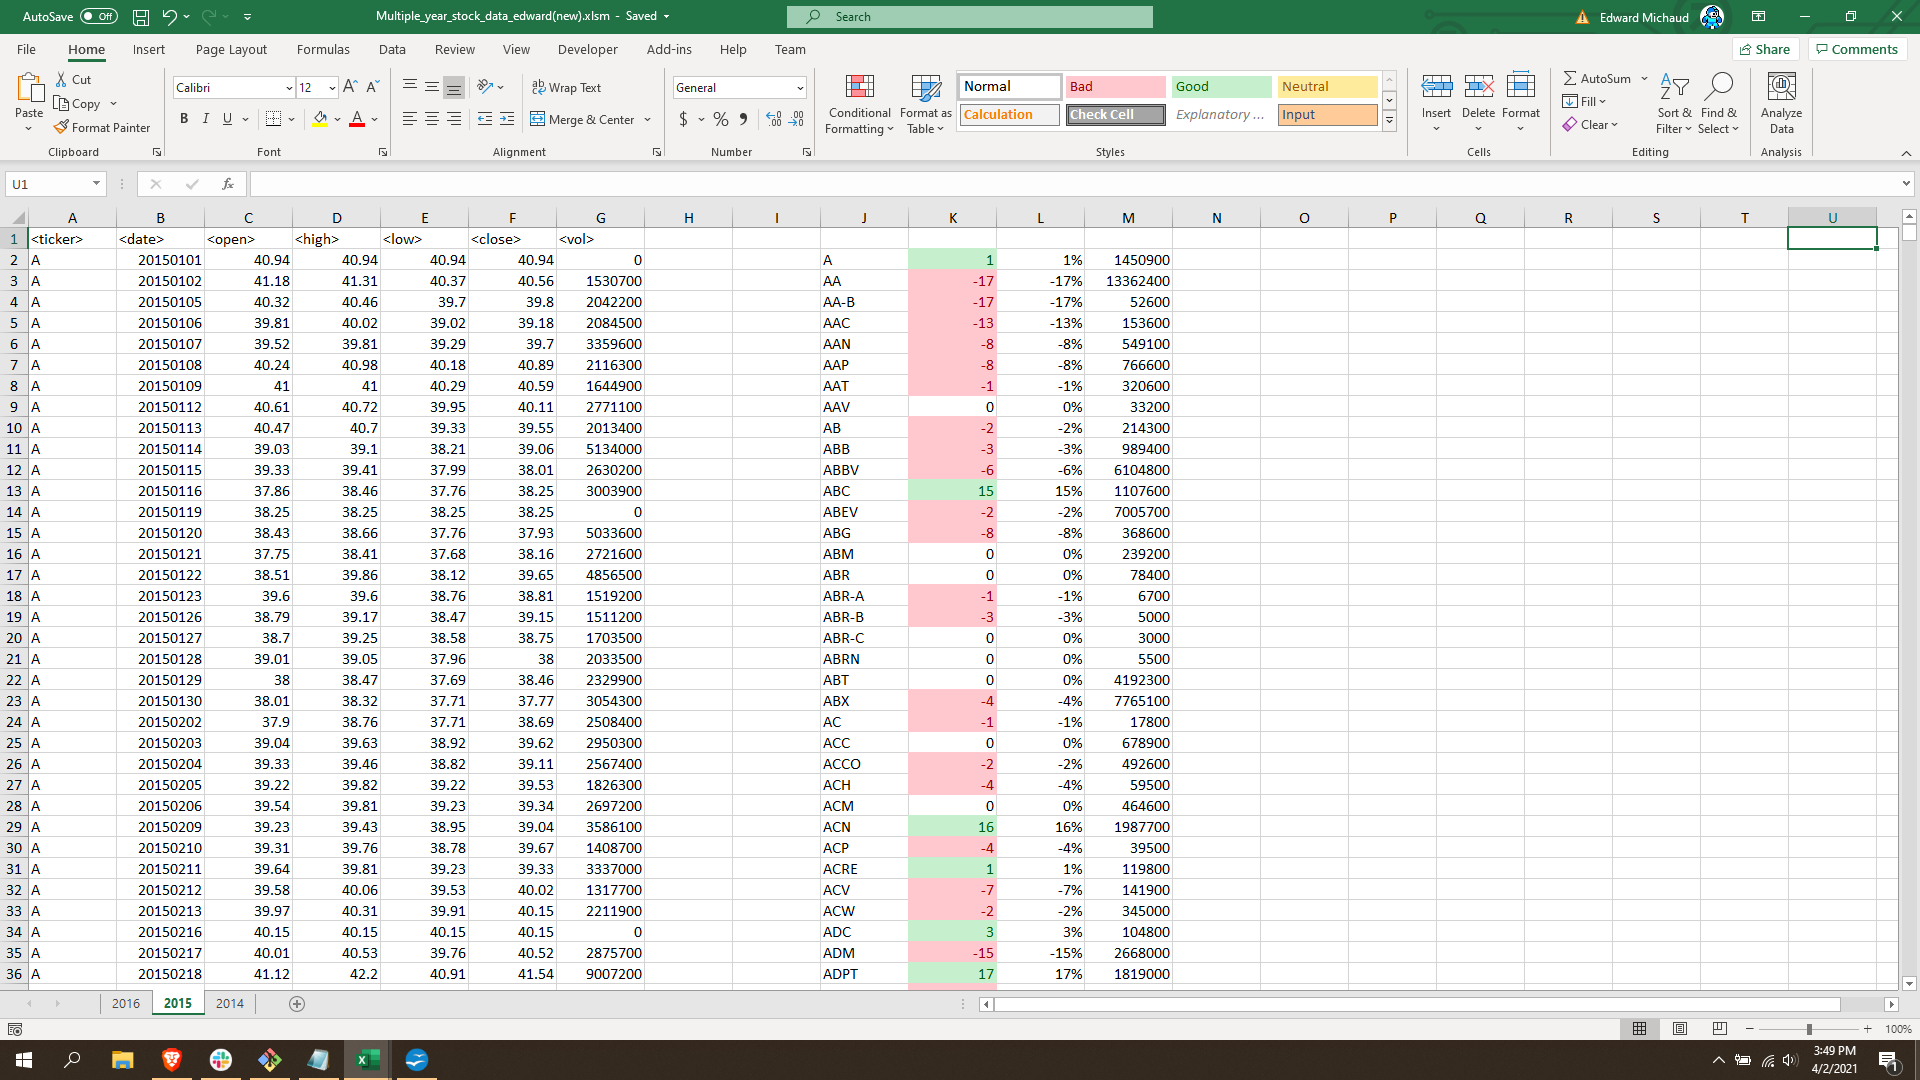 AutoSave Off Multiple_year_stock_data_edward(new).xlsm - Saved Search Edward Michaud
File Home Insert Page Layout Formulas Data Review View Developer Add-ins Help Team Share Comments
Cut Calibri 12 Wrap Text General Normal Bad Good Neutral AutoSum
Paste Copy Conditional Formatting Format as Table Insert Delete Format Fill Sort & Filter Find & Select Analyze Data
Format Painter B I U A Merge & Center $ % Calculation Check Cell Explanatory ... Input Clear
Clipboard Font Alignment Number Styles Cells Editing Analysis
U1 fx
A B C D E F G H I J K L M N O P Q R S T U
1 <ticker> <date> <open> <high> <low> <close> <vol>
2 A 20150101 40.94 40.94 40.94 40.94 0 A 1 1% 1450900
3 A 20150102 41.18 41.31 40.37 40.56 1530700 AA -17 -17% 13362400
4 A 20150105 40.32 40.46 39.7 39.8 2042200 AA-B -17 -17% 52600
5 A 20150106 39.81 40.02 39.02 39.18 2084500 AAC -13 -13% 153600
6 A 20150107 39.52 39.81 39.29 39.7 3359600 AAN -8 -8% 549100
7 A 20150108 40.24 40.98 40.18 40.89 2116300 AAP -8 -8% 766600
8 A 20150109 41 41 40.29 40.59 1644900 AAT -1 -1% 320600
9 A 20150112 40.61 40.72 39.95 40.11 2771100 AAV 0 0% 33200
10 A 20150113 40.47 40.7 39.33 39.55 2013400 AB -2 -2% 214300
11 A 20150114 39.03 39.1 38.21 39.06 5134000 ABB -3 -3% 989400
12 A 20150115 39.33 39.41 37.99 38.01 2630200 ABBV -6 -6% 6104800
13 A 20150116 37.86 38.46 37.76 38.25 3003900 ABC 15 15% 1107600
14 A 20150119 38.25 38.25 38.25 38.25 0 ABEV -2 -2% 7005700
15 A 20150120 38.43 38.66 37.76 37.93 5033600 ABG -8 -8% 368600
16 A 20150121 37.75 38.41 37.68 38.16 2721600 ABM 0 0% 239200
17 A 20150122 38.51 39.86 38.12 39.65 4856500 ABR 0 0% 78400
18 A 20150123 39.6 39.6 38.76 38.81 1519200 ABR-A -1 -1% 6700
19 A 20150126 38.79 39.17 38.47 39.15 1511200 ABR-B -3 -3% 5000
20 A 20150127 38.7 39.25 38.58 38.75 1703500 ABR-C 0 0% 3000
21 A 20150128 39.01 39.05 37.96 38 2033500 ABRN 0 0% 5500
22 A 20150129 38 38.47 37.69 38.46 2329900 ABT 0 0% 4192300
23 A 20150130 38.01 38.32 37.71 37.77 3054300 ABX -4 -4% 7765100
24 A 20150202 37.9 38.76 37.71 38.69 2508400 AC -1 -1% 17800
25 A 20150203 39.04 39.63 38.92 39.62 2950300 ACC 0 0% 678900
26 A 20150204 39.33 39.46 38.82 39.11 2567400 ACCO -2 -2% 492600
27 A 20150205 39.22 39.82 39.22 39.53 1826300 ACH -4 -4% 59500
28 A 20150206 39.54 39.81 39.23 39.34 2697200 ACM 0 0% 464600
29 A 20150209 39.23 39.43 38.95 39.04 3586100 ACN 16 16% 1987700
30 A 20150210 39.31 39.76 38.78 39.67 1408700 ACP -4 -4% 39500
31 A 20150211 39.64 39.81 39.23 39.33 3337000 ACRE 1 1% 119800
32 A 20150212 39.58 40.06 39.53 40.02 1317700 ACV -7 -7% 141900
33 A 20150213 39.97 40.31 39.91 40.15 2211900 ACW -2 -2% 345000
34 A 20150216 40.15 40.15 40.15 40.15 0 ADC 3 3% 104800
35 A 20150217 40.01 40.53 39.76 40.52 2875700 ADM -15 -15% 2668000
36 A 20150218 41.12 42.2 40.91 41.54 9007200 ADPT 17 17% 1819000
2016 2015 2014
100%
3:49 PM
4/2/2021
1